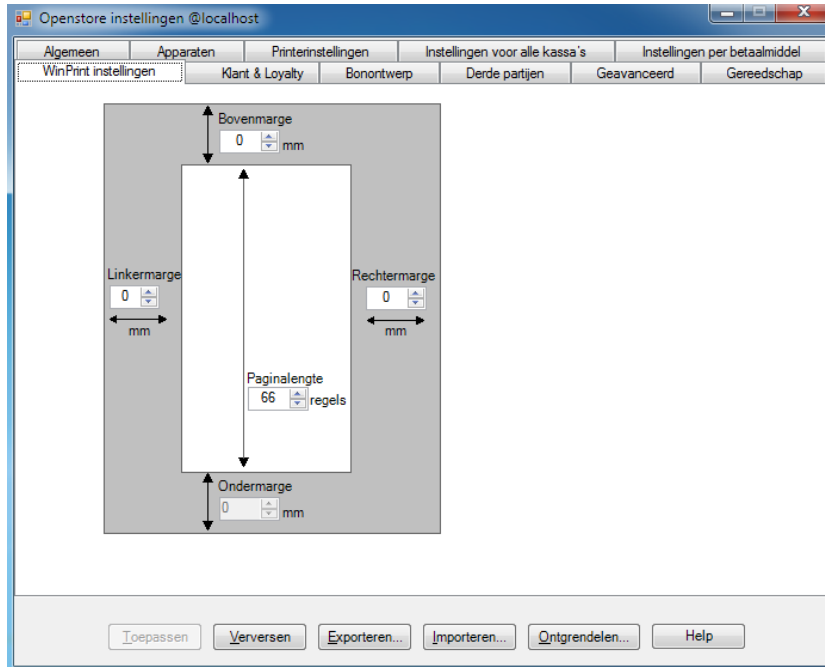 Openstore instellingen @localhost
Algemeen Apparaten Printerinstellingen Instellingen voor alle kassa's Instellingen per betaalmiddel
WinPrint instellingen Klant & Loyalty Bonontwerp Derde partijen Geavanceerd Gereedschap
Bovenmarge
0 mm
Linkermarge Rechtermarge
0 0
mm mm
Paginalengte
66 regels
Ondermarge
0 mm
Toepassen Verversen Exporteren... Importeren... Ontgrendelen... Help